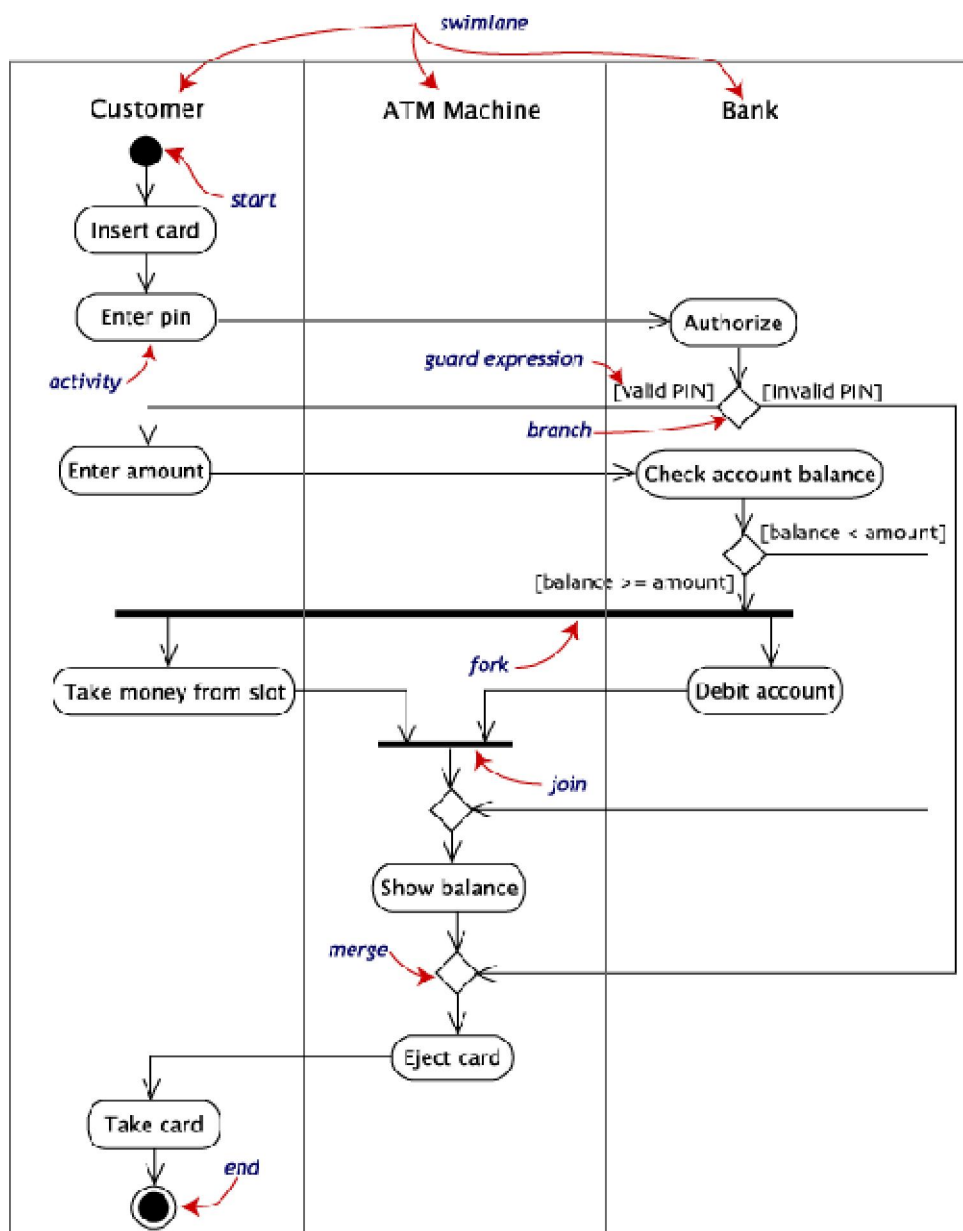 swimlane
Customer
ATM Machine
Bank
start
Insert card
Enter pin
Authorize
activity
guard expression
[valid PIN]
[invalid PIN]
branch
Enter amount
Check account balance
[balance < amount]
[balance >= amount]
fork
Take money from slot
Debit account
join
Show balance
merge
Eject card
Take card
end